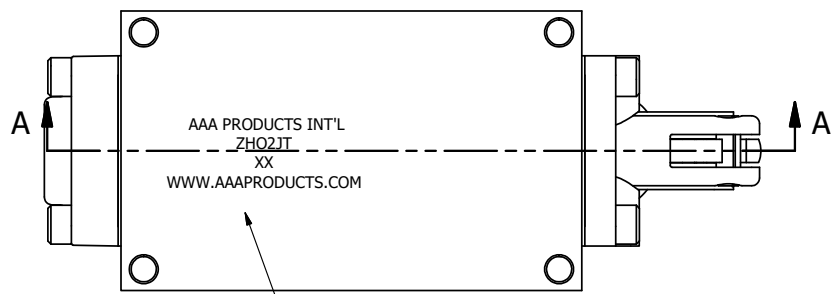 A
A
AAA PRODUCTS INT'L
ZHO2JT
XX
WWW.AAAPRODUCTS.COM